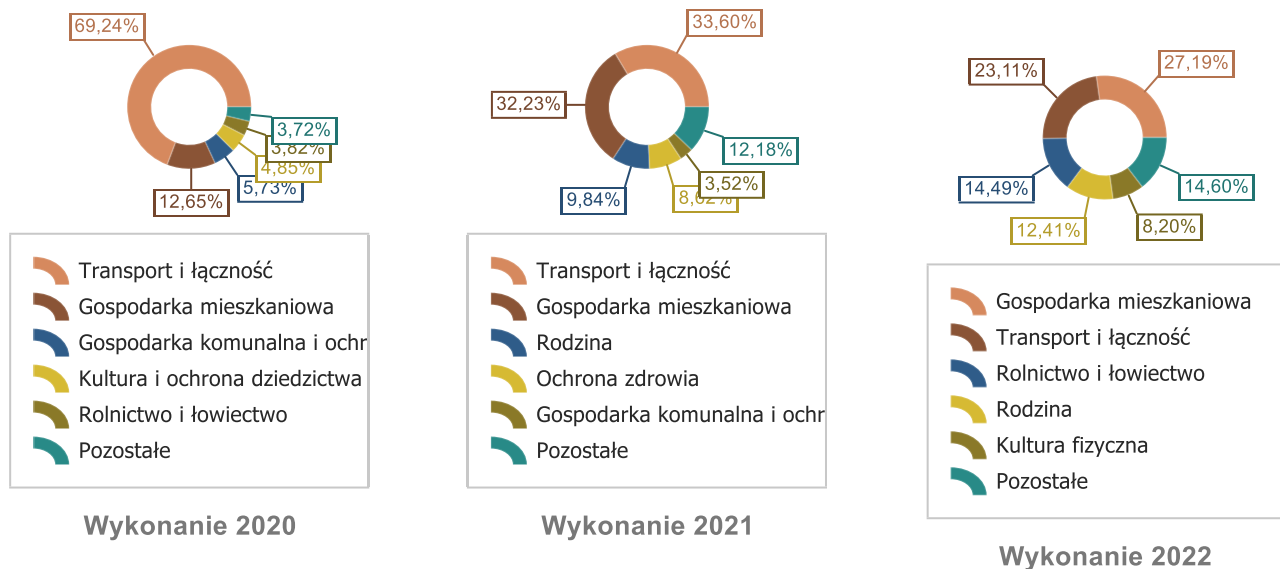 69,24%
3,72%
3,82%
4,85%
5,73%
12,65%
Transport i łączność
Gospodarka mieszkaniowa
Gospodarka komunalna i ochr
Kultura i ochrona dziedzictwa
Rolnictwo i łowiectwo
Pozostałe
Wykonanie 2020
33,60%
32,23%
12,18%
3,52%
8,62%
9,84%
Transport i łączność
Gospodarka mieszkaniowa
Rodzina
Ochrona zdrowia
Gospodarka komunalna i ochr
Pozostałe
Wykonanie 2021
27,19%
23,11%
14,49%
14,60%
12,41%
8,20%
Gospodarka mieszkaniowa
Transport i łączność
Rolnictwo i łowiectwo
Rodzina
Kultura fizyczna
Pozostałe
Wykonanie 2022